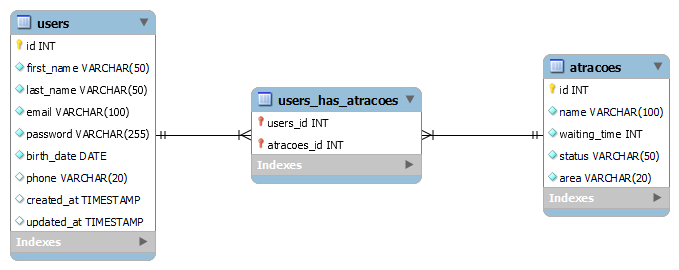 users
id INT
first_name VARCHAR(50)
last_name VARCHAR(50)
email VARCHAR(100)
password VARCHAR(255)
birth_date DATE
phone VARCHAR(20)
created_at TIMESTAMP
updated_at TIMESTAMP
Indexes
users_has_atracoes
users_id INT
atracoes_id INT
Indexes
atracoes
id INT
name VARCHAR(100)
waiting_time INT
status VARCHAR(50)
area VARCHAR(20)
Indexes